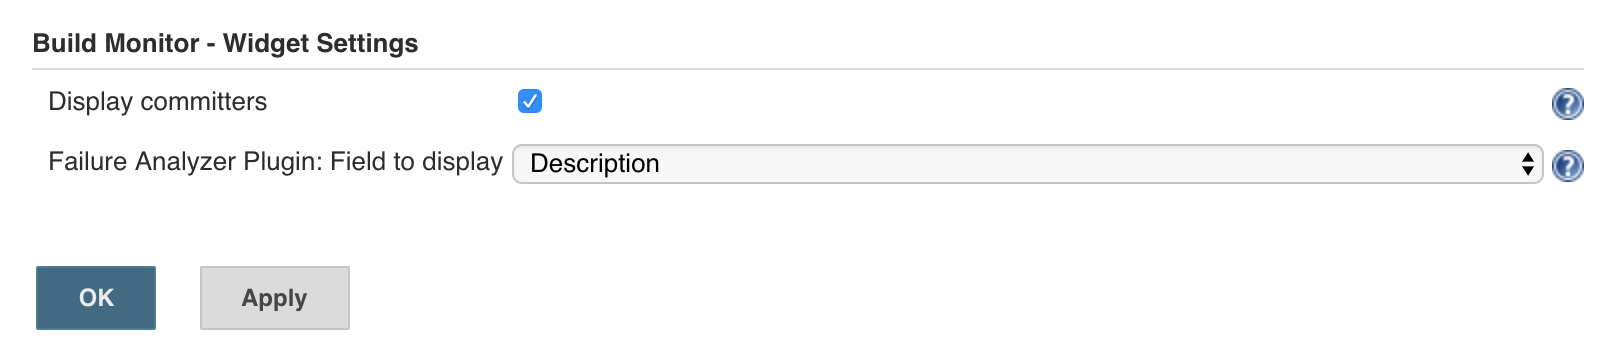 Build Monitor - Widget Settings
Display committers
?
Failure Analyzer Plugin: Field to display Description
?
OK Apply